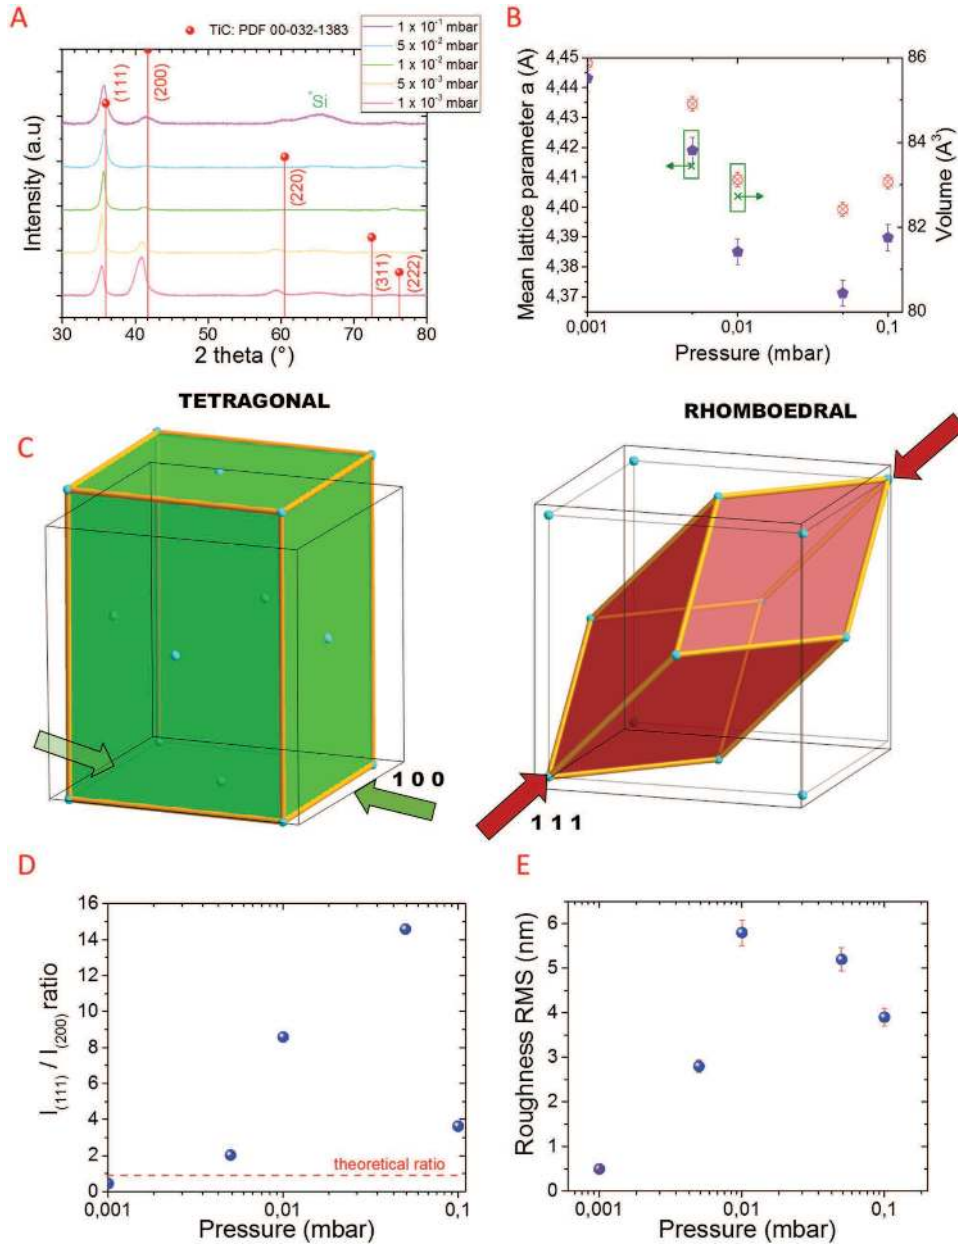 A
TiC: PDF 00-032-1383
1 x 10⁻¹ mbar
5 x 10⁻² mbar
1 x 10⁻² mbar
5 x 10⁻³ mbar
1 x 10⁻³ mbar
(111)
(200)
*Si
(220)
(311)
(222)
Intensity (a.u)
30 40 50 60 70 80
2 theta (°)
B
4,45
4,44
4,43
4,42
4,41
4,40
4,39
4,38
4,37
Mean lattice parameter a (A)
86
84
82
80
Volume (A³)
0,001 0,01 0,1
Pressure (mbar)
C
TETRAGONAL
RHOMBOEDRAL
1 0 0
1 1 1
D
16
14
12
10
8
6
4
2
0
I(111) / I(200) ratio
theoretical ratio
0,001 0,01 0,1
Pressure (mbar)
E
6
5
4
3
2
1
0
Roughness RMS (nm)
0,001 0,01 0,1
Pressure (mbar)